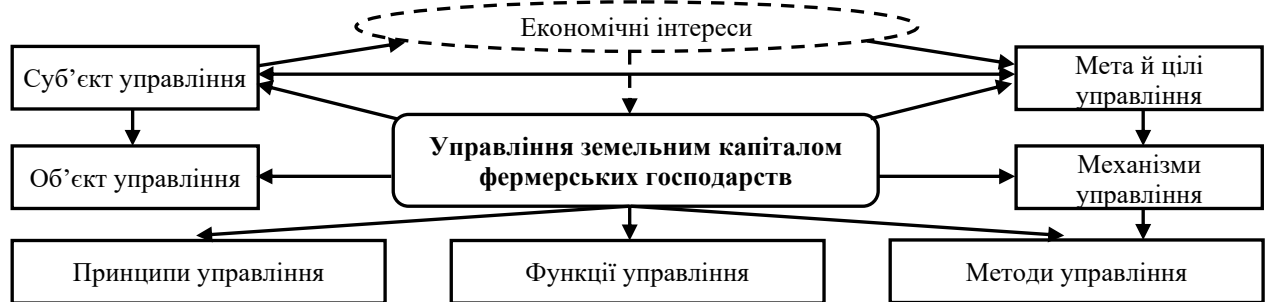 Економічні інтереси
Суб’єкт управління
Мета й цілі
управління
Управління земельним капіталом
фермерських господарств
Об’єкт управління
Механізми
управління
Принципи управління
Функції управління
Методи управління